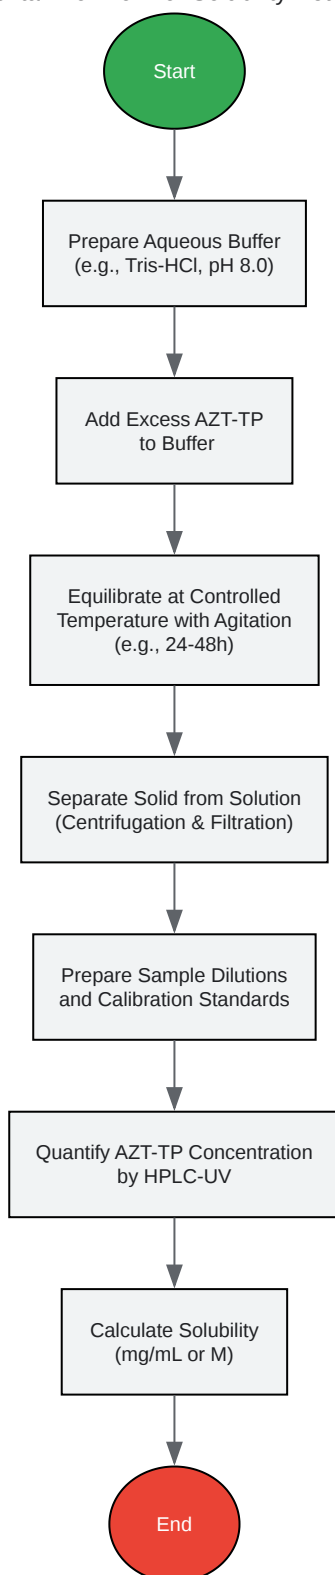 Start
Prepare Aqueous Buffer
(e.g., Tris-HCl, pH 8.0)
Add Excess AZT-TP
to Buffer
Equilibrate at Controlled
Temperature with Agitation
(e.g., 24-48h)
Separate Solid from Solution
(Centrifugation & Filtration)
Prepare Sample Dilutions
and Calibration Standards
Quantify AZT-TP Concentration
by HPLC-UV
Calculate Solubility
(mg/mL or M)
End